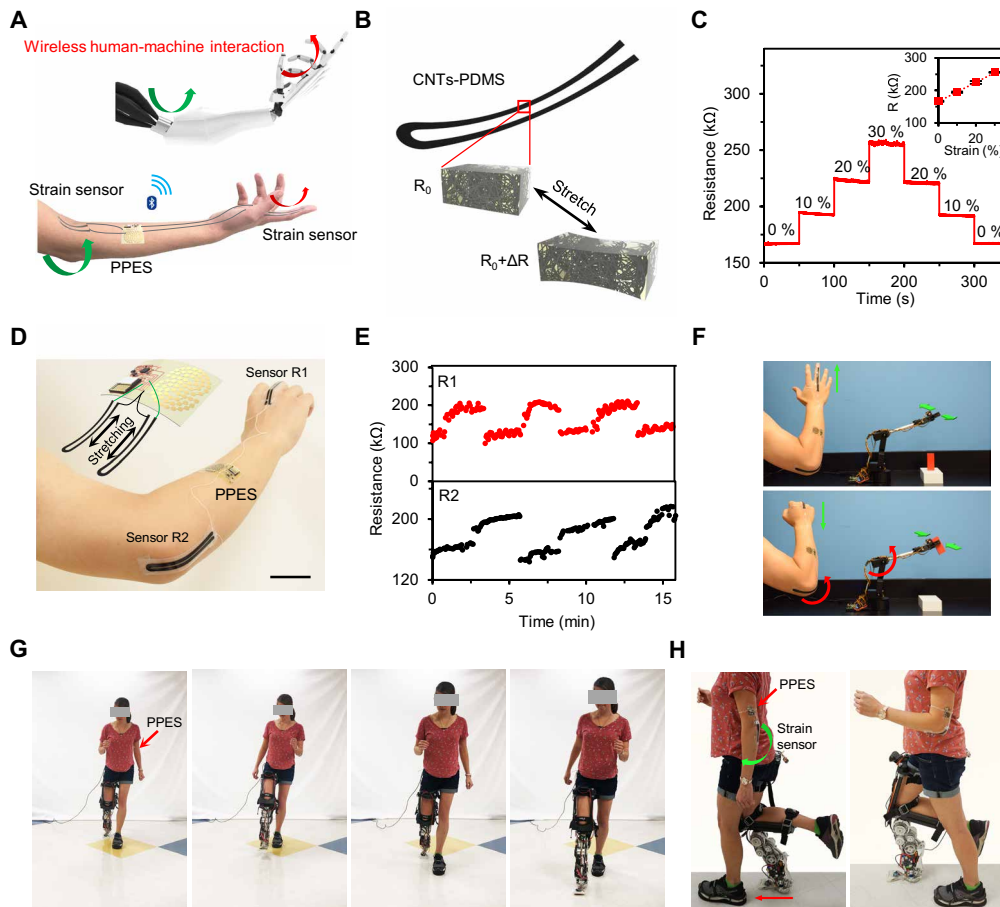 A
Wireless human-machine interaction
Strain sensor
Strain sensor
PPES
B
CNTs-PDMS
R0
Stretch
R0+ΔR
C
Resistance (kΩ)
350
300
250
200
150
0 %
10 %
20 %
30 %
20 %
10 %
0 %
0
100
200
300
Time (s)
R (kΩ)
300
200
100
0
20
Strain (%)
D
Sensor R1
Stretching
PPES
Sensor R2
E
Resistance (kΩ)
300
200
100
0
R1
R2
200
120
0
5
10
15
Time (min)
F
G
PPES
H
PPES
Strain
sensor